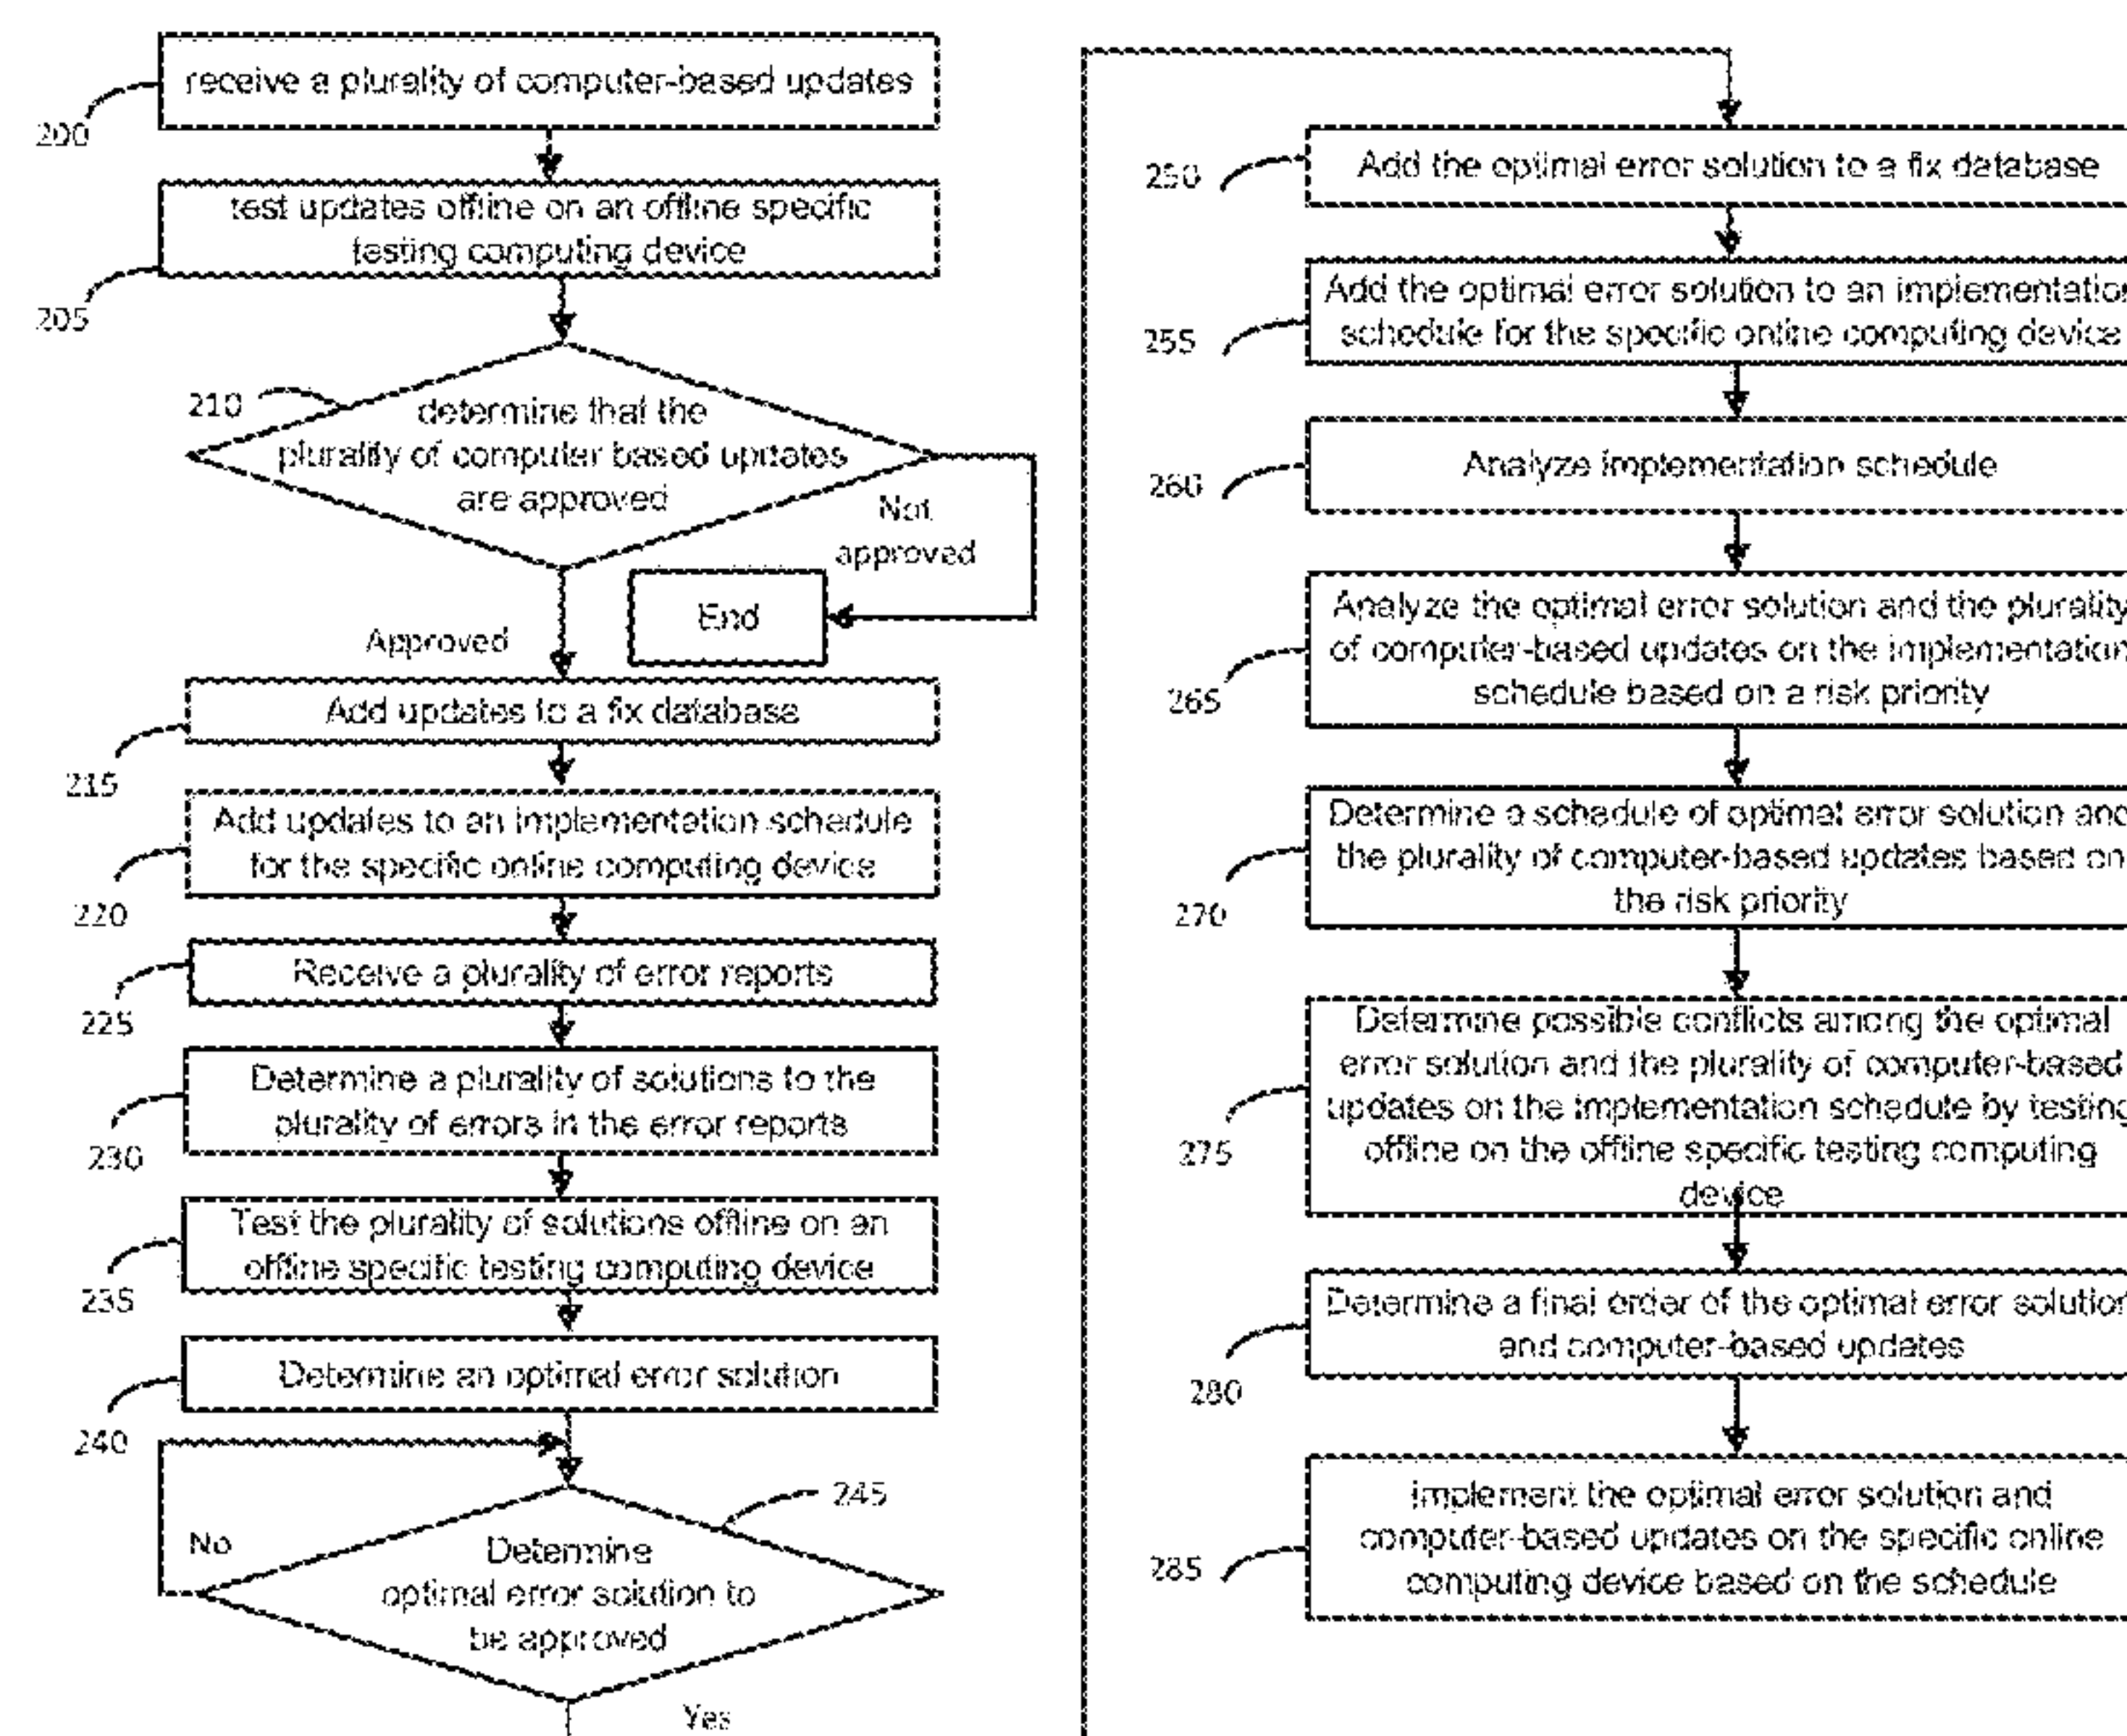 receive a plurality of computer-based updates
200
test updates offline on an offline specific
testing computing device
205
210
determine that the
plurality of computer based updates
are approved
Not
approved
End
Approved
Add updates to a fix database
215
Add updates to an implementation schedule
for the specific online computing device
220
Receive a plurality of error reports
225
Determine a plurality of solutions to the
plurality of errors in the error reports
230
Test the plurality of solutions offline on an
offline specific testing computing device
235
Determine an optimal error solution
240
245
No
Determine
optimal error solution to
be approved
Yes
Add the optimal error solution to a fix database
250
Add the optimal error solution to an implementation
schedule for the specific online computing device
255
Analyze implementation schedule
260
Analyze the optimal error solution and the plurality
of computer-based updates on the implementation
schedule based on a risk priority
265
Determine a schedule of optimal error solution and
the plurality of computer-based updates based on
the risk priority
270
Determine possible conflicts among the optimal
error solution and the plurality of computer-based
updates on the implementation schedule by testing
offline on the offline specific testing computing
device
275
Determine a final order of the optimal error solution
and computer-based updates
280
implement the optimal error solution and
computer-based updates on the specific online
computing device based on the schedule
285